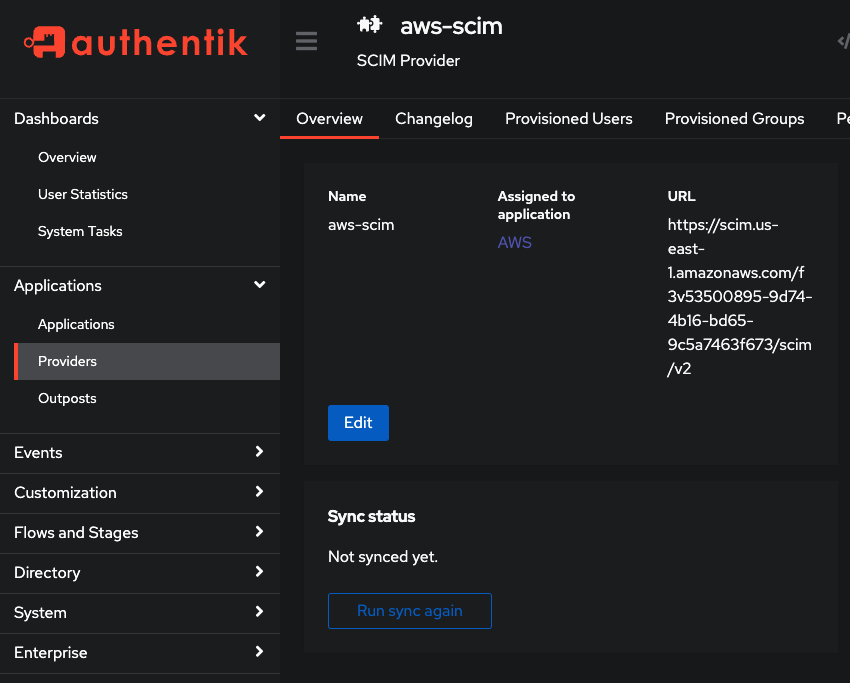 authentik
aws-scim
SCIM Provider
Dashboards
Overview
User Statistics
System Tasks
Applications
Applications
Providers
Outposts
Events
Customization
Flows and Stages
Directory
System
Enterprise
Overview
Changelog
Provisioned Users
Provisioned Groups
Pe
Name
aws-scim
Assigned to
application
AWS
URL
https://scim.us-
east-
1.amazonaws.com/f
3v53500895-9d74-
4b16-bd65-
9c5a7463f673/scim
/v2
Edit
Sync status
Not synced yet.
Run sync again